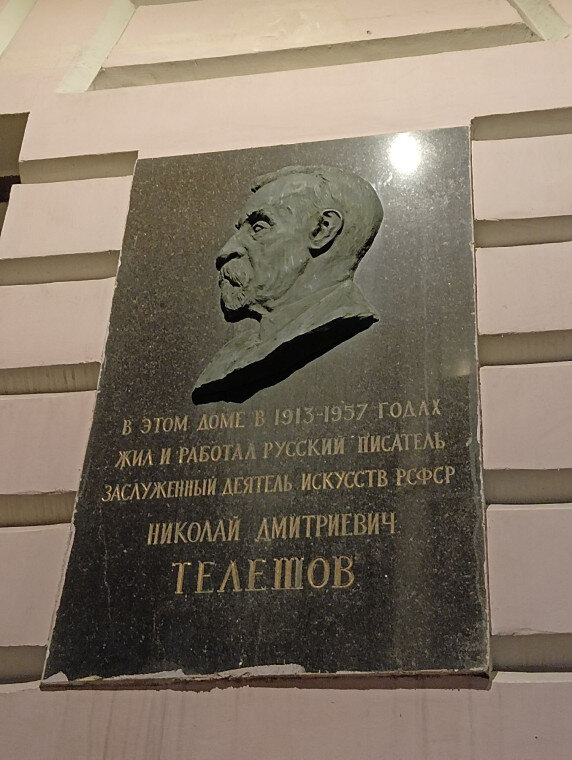 В ЭТОМ ДОМЕ В 1913-1957 ГОДАХ
ЖИЛ И РАБОТАЛ РУССКИЙ ПИСАТЕЛЬ
ЗАСЛУЖЕННЫЙ ДЕЯТЕЛЬ ИСКУССТВ РСФСР
НИКОЛАЙ ДМИТРИЕВИЧ
ТЕЛЕШОВ